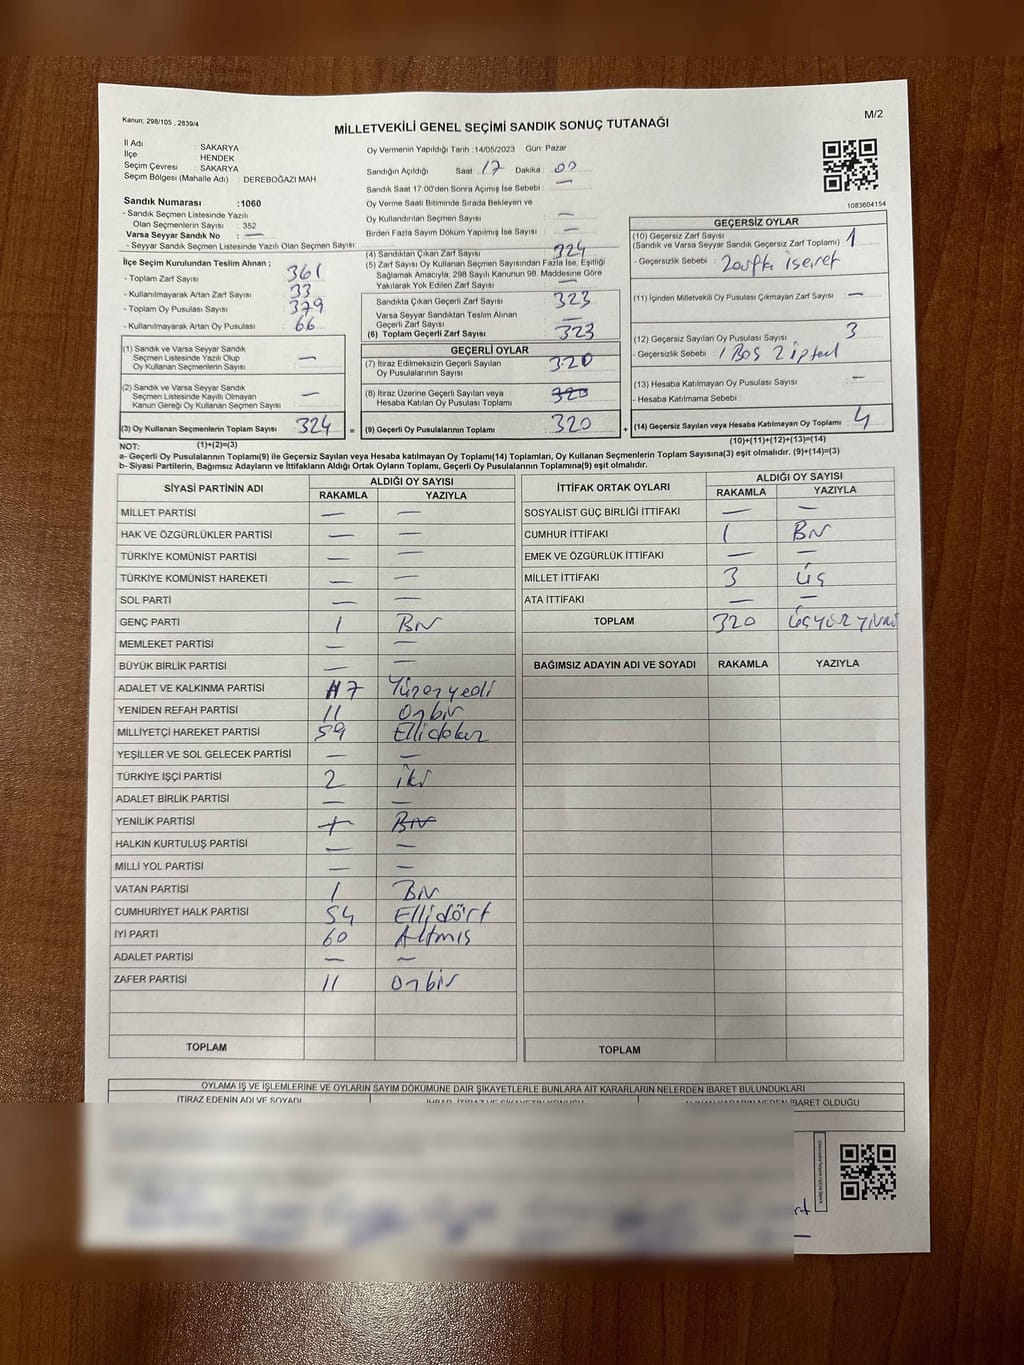 Kanun; 298/105 , 2839/4
M/2
MİLLETVEKİLİ GENEL SEÇİMİ SANDIK SONUÇ TUTANAĞI
İl Adı : SAKARYA
İlçe : HENDEK
Seçim Çevresi : SAKARYA
Seçim Bölgesi (Mahalle Adı) : DEREBOĞAZI MAH.
Sandık Numarası :1060
- Sandık Seçmen Listesinde Yazılı
Olan Seçmenlerin Sayısı : 352
Varsa Seyyar Sandık No : —
- Seyyar Sandık Seçmen Listesinde Yazılı Olan Seçmen Sayısı:
Oy Vermenin Yapıldığı Tarih :14/05/2023 Gün: Pazar
Sandığın Açıldığı Saat : 17 Dakika : 00
Sandık Saat 17.00'den Sonra Açımış İse Sebebi : —
Oy Verme Saati Bitiminde Sırada Bekleyen ve
Oy Kullandırılan Seçmen Sayısı : —
Birden Fazla Sayım Döküm Yapılmış İse Sayısı : —
1083604154
İlçe Seçim Kurulundan Teslim Alınan ;
- Toplam Zarf Sayısı : 361
- Kullanılmayarak Artan Zarf Sayısı : 33
- Toplam Oy Pusulası Sayısı : 379
- Kullanılmayarak Artan Oy Pusulası : 66
(1) Sandık ve Varsa Seyyar Sandık
Seçmen Listesinde Yazılı Olup
Oy Kullanan Seçmenlerin Sayısı : —
(2) Sandık ve Varsa Seyyar Sandık
Seçmen Listesinde Kayıtlı Olmayan
Kanun Gereği Oy Kullanan Seçmen Sayısı : —
(3) Oy Kullanan Seçmenlerin Toplam Sayısı : 324 =
(4) Sandıktan Çıkan Zarf Sayısı : 324
(5) Zarf Sayısı Oy Kullanan Seçmen Sayısından Fazla İse, Eşitliği
Sağlamak Amacıyla, 298 Sayılı Kanunun 98. Maddesine Göre
Yakılarak Yok Edilen Zarf Sayısı : —
Sandıkta Çıkan Geçerli Zarf Sayısı : 323
Varsa Seyyar Sandıktan Teslim Alınan
Geçerli Zarf Sayısı : —
(6) Toplam Geçerli Zarf Sayısı : 323
GEÇERLİ OYLAR
(7) İtiraz Edilmeksizin Geçerli Sayılan
Oy Pusulalarının Sayısı : 320
(8) İtiraz Üzerine Geçerli Sayılan veya
Hesaba Katılan Oy Pusulası Toplamı : 320
(9) Geçerli Oy Pusulalarının Toplamı : 320 +
GEÇERSİZ OYLAR
(10) Geçersiz Zarf Sayısı
(Sandık ve Varsa Seyyar Sandık Geçersiz Zarf Toplamı) : 1
- Geçersizlik Sebebi : Zarfta işaret
(11) İçinden Milletvekili Oy Pusulası Çıkmayan Zarf Sayısı : —
(12) Geçersiz Sayılan Oy Pusulası Sayısı : 3
- Geçersizlik Sebebi : 1 Boş 2 iptal
(13) Hesaba Katılmayan Oy Pusulası Sayısı : —
- Hesaba Katılmama Sebebi :
(14) Geçersiz Sayılan veya Hesaba Katılmayan Oy Toplamı : 4
NOT: (1)+(2)=(3) (10)+(11)+(12)+(13)=(14)
a- Geçerli Oy Pusulalarının Toplamı(9) ile Geçersiz Sayılan veya Hesaba katılmayan Oy Toplamı(14) Toplamları, Oy Kullanan Seçmenlerin Toplam Sayısına(3) eşit olmalıdır. (9)+(14)=(3)
b- Siyasi Partilerin, Bağımsız Adayların ve İttifakların Aldığı Ortak Oyların Toplamı, Geçerli Oy Pusulalarının Toplamına(9) eşit olmalıdır.
SİYASİ PARTİNİN ADI ALDIĞI OY SAYISI
RAKAMLA YAZIYLA
MİLLET PARTİSİ — —
HAK VE ÖZGÜRLÜKLER PARTİSİ — —
TÜRKİYE KOMÜNİST PARTİSİ — —
TÜRKİYE KOMÜNİST HAREKETİ — —
SOL PARTİ — —
GENÇ PARTİ 1 Bir
MEMLEKET PARTİSİ — —
BÜYÜK BİRLİK PARTİSİ — —
ADALET VE KALKINMA PARTİSİ 117 Yüzonyedi
YENİDEN REFAH PARTİSİ 11 Onbir
MİLLİYETÇİ HAREKET PARTİSİ 59 Ellidokuz
YEŞİLLER VE SOL GELECEK PARTİSİ — —
TÜRKİYE İŞÇİ PARTİSİ 2 iki
ADALET BİRLİK PARTİSİ — —
YENİLİK PARTİSİ 1 Bir
HALKIN KURTULUŞ PARTİSİ — —
MİLLİ YOL PARTİSİ — —
VATAN PARTİSİ 1 Bir
CUMHURİYET HALK PARTİSİ 54 Ellidört
İYİ PARTİ 60 Altmış
ADALET PARTİSİ — —
ZAFER PARTİSİ 11 Onbir
TOPLAM
İTTİFAK ORTAK OYLARI ALDIĞI OY SAYISI
RAKAMLA YAZIYLA
SOSYALİST GÜÇ BİRLİĞİ İTTİFAKI — —
CUMHUR İTTİFAKI 1 Bir
EMEK VE ÖZGÜRLÜK İTTİFAKI — —
MİLLET İTTİFAKI 3 üç
ATA İTTİFAKI — —
TOPLAM 320 üçyüz yirmi
BAĞIMSIZ ADAYIN ADI VE SOYADI RAKAMLA YAZIYLA
TOPLAM
OYLAMA İŞ VE İŞLEMLERİNE VE OYLARIN SAYIM DÖKÜMÜNE DAİR ŞİKAYETLERLE BUNLARA AİT KARARLARIN NELERDEN İBARET BULUNDUKLARI
İTİRAZ EDENİN ADI VE SOYADI İHBAR, İTİRAZ VE ŞİKAYETİN KONUSU ALINAN KARARIN NEDEN İBARET OLDUĞU